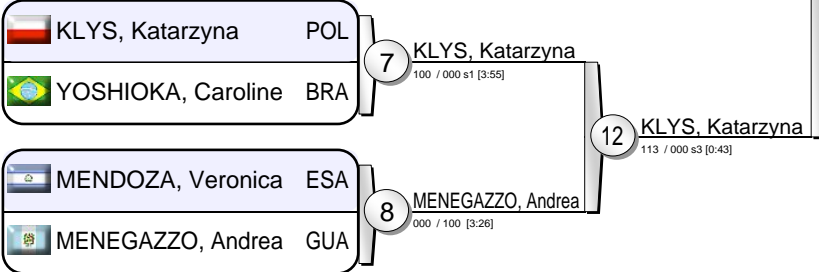 KLYS, Katarzyna POL
YOSHIOKA, Caroline BRA
7
KLYS, Katarzyna
100 / 000 s1 [3:55]
MENDOZA, Veronica ESA
MENEGAZZO, Andrea GUA
8
MENEGAZZO, Andrea
000 / 100 [3:26]
12
KLYS, Katarzyna
113 / 000 s3 [0:43]